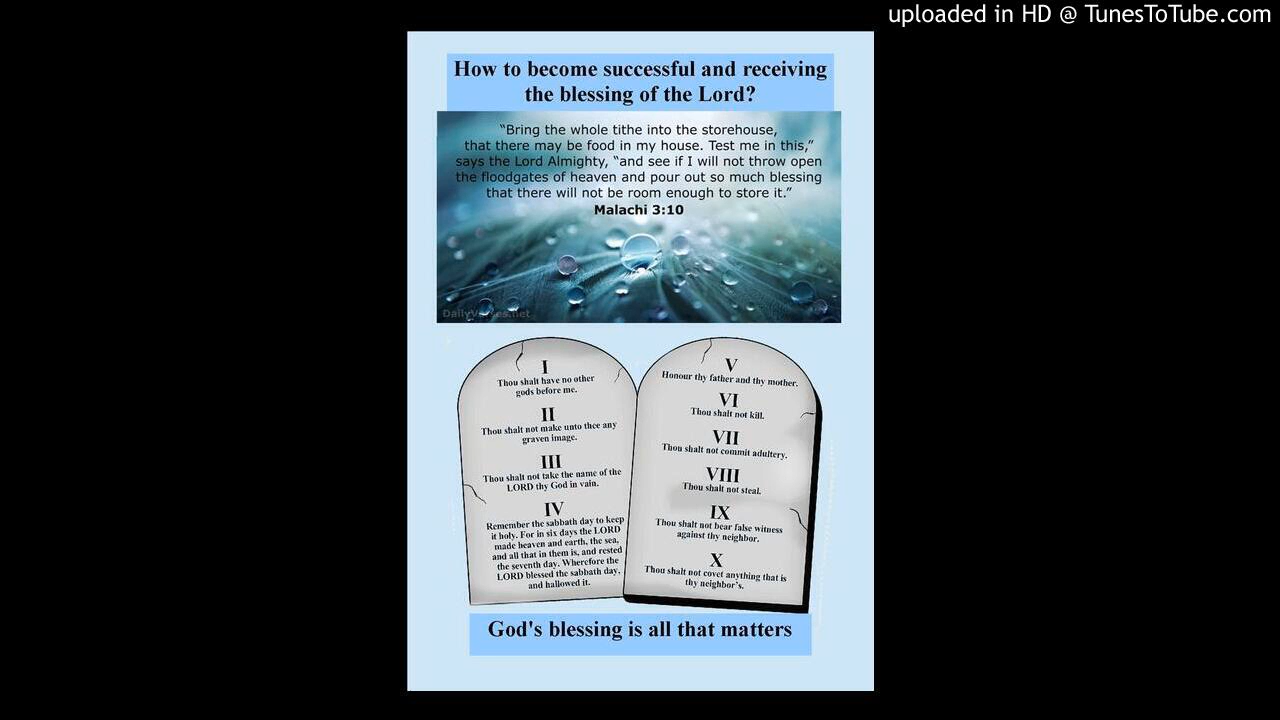 uploaded in HD @ TunesToTube.com
How to become successful and receiving
the blessing of the Lord?
“Bring the whole tithe into the storehouse,
that there may be food in my house. Test me in this,”
says the Lord Almighty, “and see if I will not throw open
the floodgates of heaven and pour out so much blessing
that there will not be room enough to store it.”
Malachi 3:10
DailyVerses.net
I
Thou shalt have no other
gods before me.
II
Thou shalt not make unto thee any
graven image.
III
Thou shalt not take the name of the
LORD thy God in vain.
IV
Remember the sabbath day to keep
it holy. For in six days the LORD
made heaven and earth, the sea,
and all that in them is, and rested
the seventh day. Wherefore the
LORD blessed the sabbath day,
and hallowed it.
V
Honour thy father and thy mother.
VI
Thou shalt not kill.
VII
Thou shalt not commit adultery.
VIII
Thou shalt not steal.
IX
Thou shalt not bear false witness
against thy neighbor.
X
Thou shalt not covet anything that is
thy neighbor's.
God's blessing is all that matters